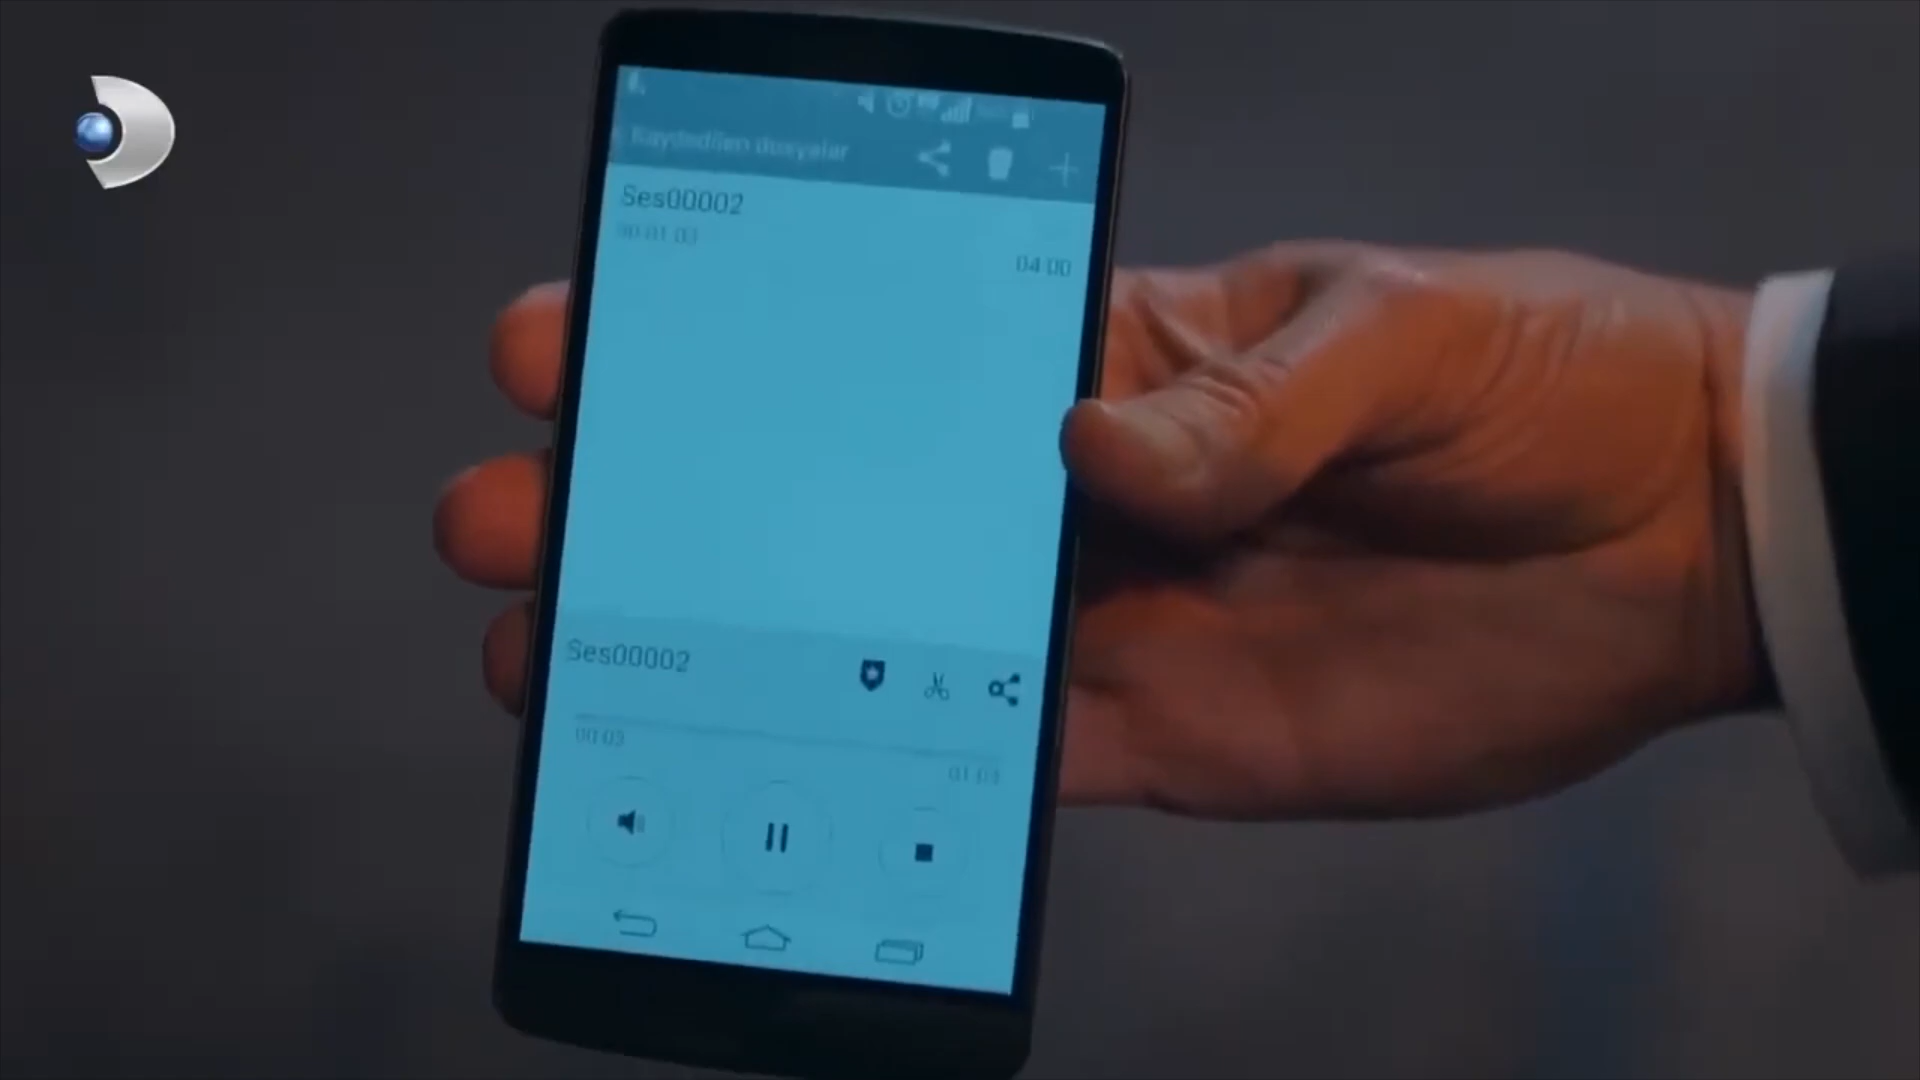 Kaydedilen dosyalar
Ses00002
00:01:03
04:00
Ses00002
00:03
01:03